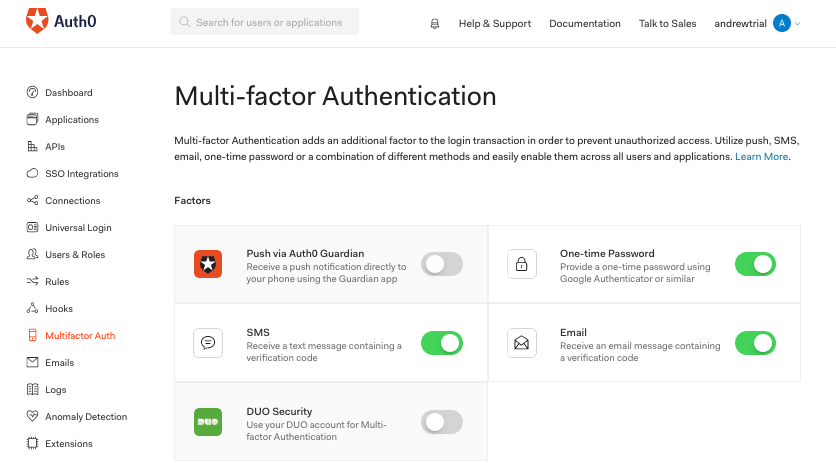 Auth0
Search for users or applications
Help & Support
Documentation
Talk to Sales
andrewtrial
A
Dashboard
Applications
APIs
SSO Integrations
Connections
Universal Login
Users & Roles
Rules
Hooks
Multifactor Auth
Emails
Logs
Anomaly Detection
Extensions
Multi-factor Authentication
Multi-factor Authentication adds an additional factor to the login transaction in order to prevent unauthorized access. Utilize push, SMS,
email, one-time password or a combination of different methods and easily enable them across all users and applications. Learn More.
Factors
Push via Auth0 Guardian
Receive a push notification directly to
your phone using the Guardian app
One-time Password
Provide a one-time password using
Google Authenticator or similar
SMS
Receive a text message containing a
verification code
Email
Receive an email message containing
a verification code
DUO
DUO Security
Use your DUO account for Multi-
factor Authentication